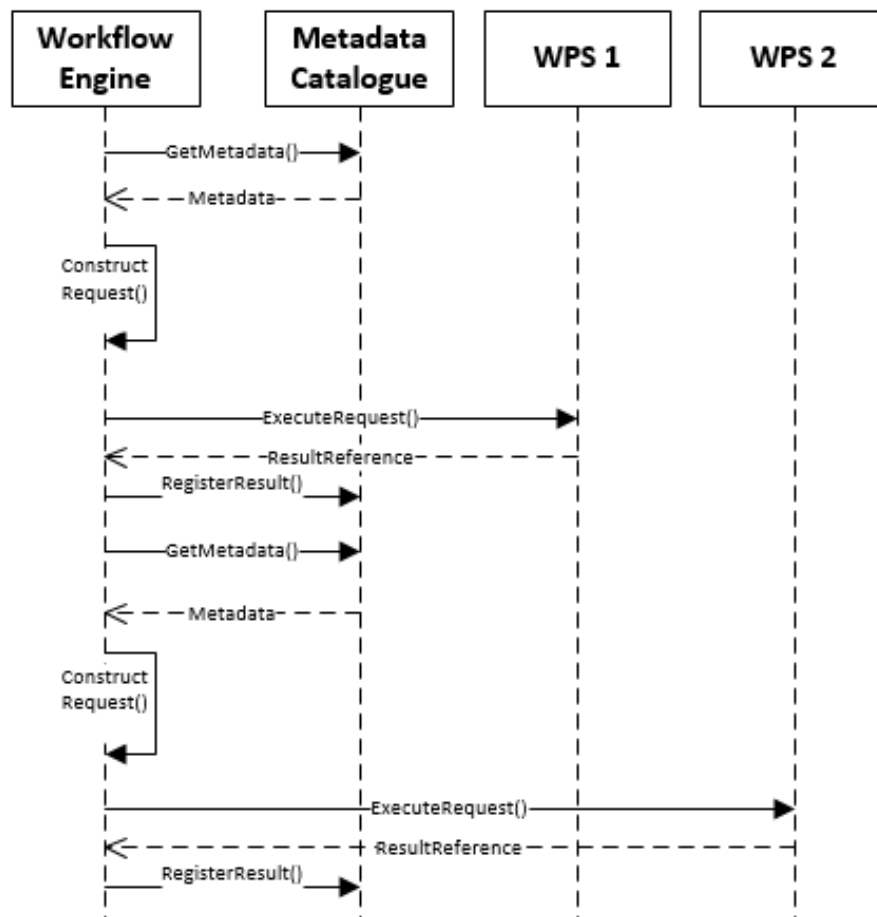 Workflow
Engine
Metadata
Catalogue
WPS 1
WPS 2
GetMetadata()
Metadata
Construct
Request()
ExecuteRequest()
ResultReference
RegisterResult()
GetMetadata()
Metadata
Construct
Request()
ExecuteRequest()
ResultReference
RegisterResult()